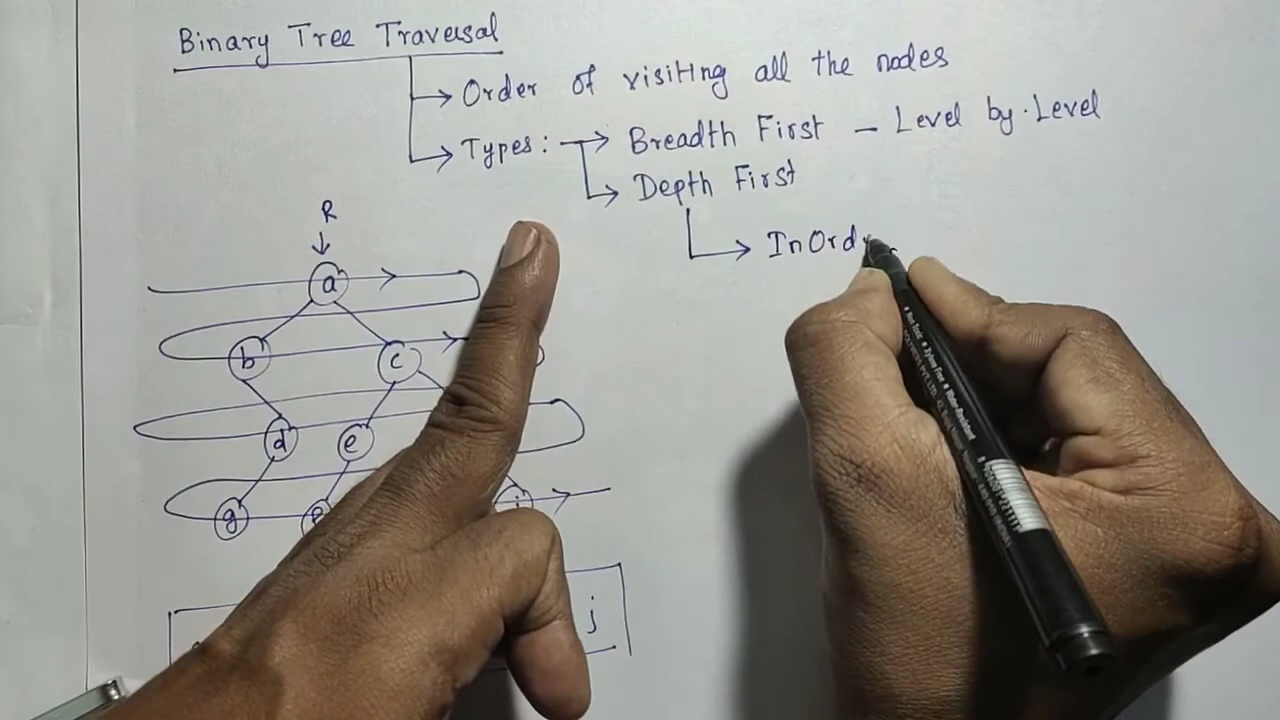 Binary Tree Traversal
Order of visiting all the nodes
Types: Breadth First - Level by Level
Depth First
InOrd
R
a
b c
d e
g
j